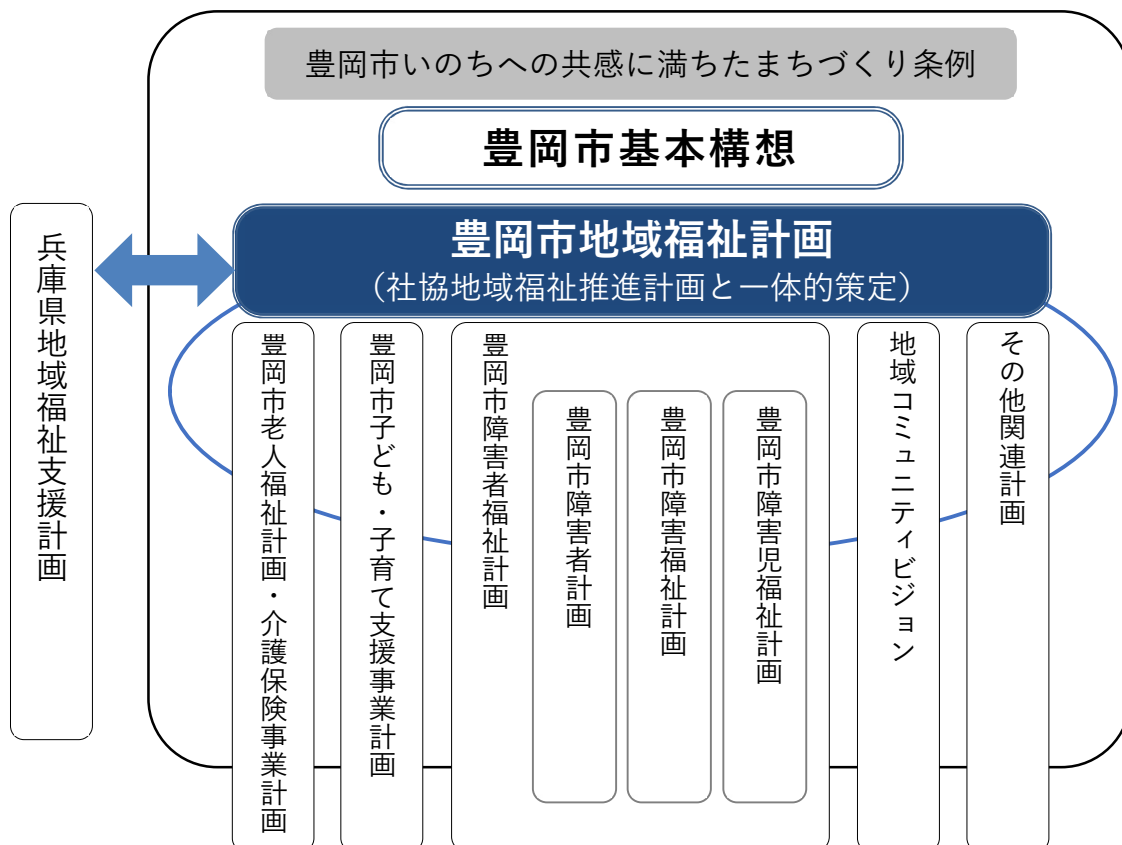 豊岡市いのちへの共感に満ちたまちづくり条例
豊岡市基本構想
兵庫県地域福祉支援計画
豊岡市地域福祉計画
（社協地域福祉推進計画と一体的策定）
豊岡市老人福祉計画・介護保険事業計画
豊岡市子ども・子育て支援事業計画
豊岡市障害者福祉計画
豊岡市障害者計画
豊岡市障害福祉計画
豊岡市障害児福祉計画
地域コミュニティビジョン
その他関連計画